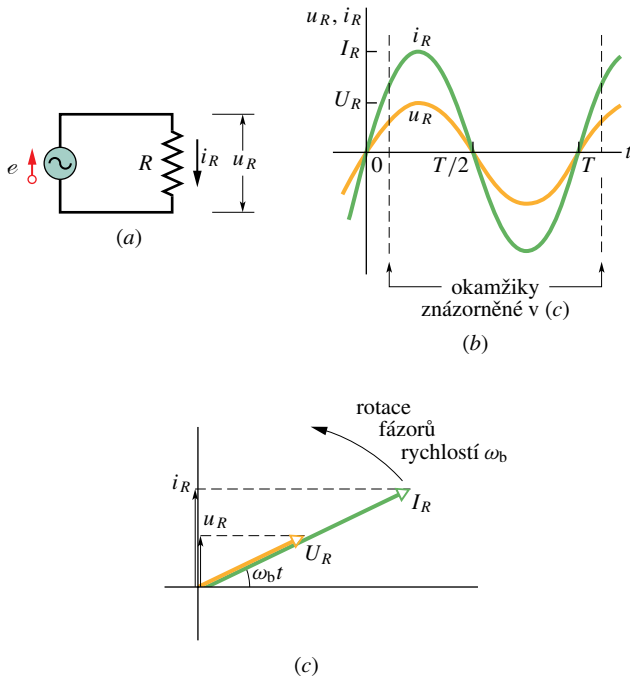 e
R
i_R
u_R
(a)
u_R, i_R
I_R
i_R
U_R
u_R
0
T/2
T
t
okamžiky
znázorněné v (c)
(b)
rotace
fázorů
rychlostí ω_b
i_R
I_R
u_R
U_R
ω_b t
(c)